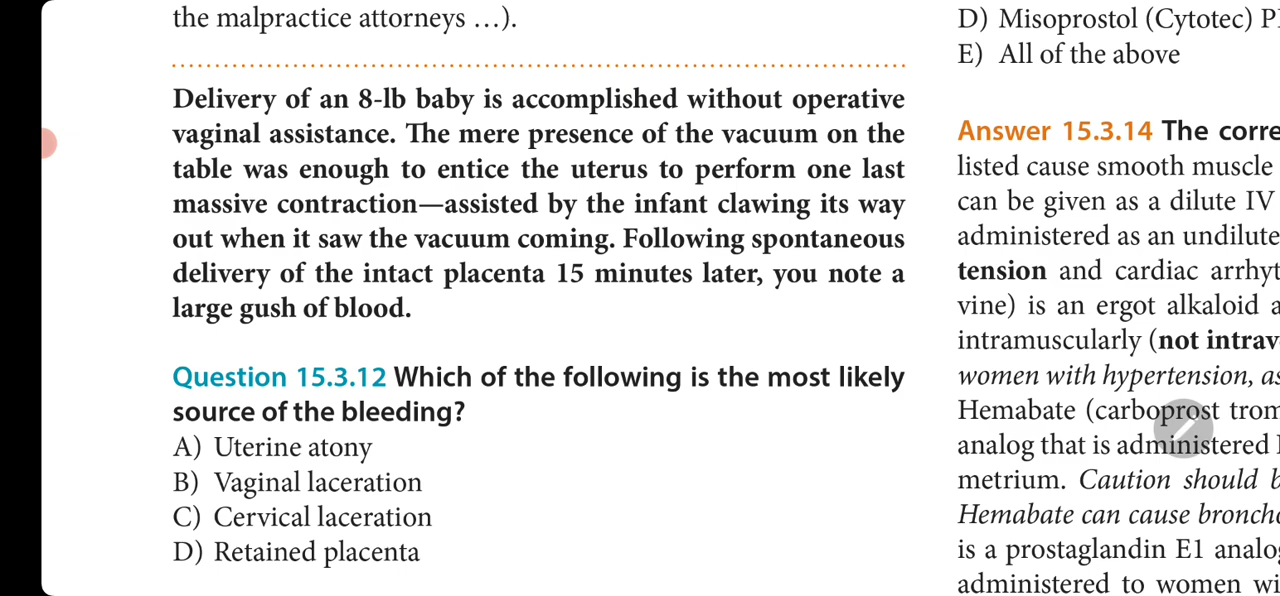 the malpractice attorneys …).
Delivery of an 8-lb baby is accomplished without operative
vaginal assistance. The mere presence of the vacuum on the
table was enough to entice the uterus to perform one last
massive contraction—assisted by the infant clawing its way
out when it saw the vacuum coming. Following spontaneous
delivery of the intact placenta 15 minutes later, you note a
large gush of blood.
Question 15.3.12 Which of the following is the most likely
source of the bleeding?
A) Uterine atony
B) Vaginal laceration
C) Cervical laceration
D) Retained placenta
D) Misoprostol (Cytotec)
E) All of the above
Answer 15.3.14 The
listed cause smooth muscle
can be given as a dilute IV
administered as an
tension and cardiac
vine) is an ergot alkaloid
intramuscularly (not
women with hypertension,
Hemabate (carboprost
analog that is administered
metrium. Caution should
Hemabate can cause
is a prostaglandin E1
administered to women